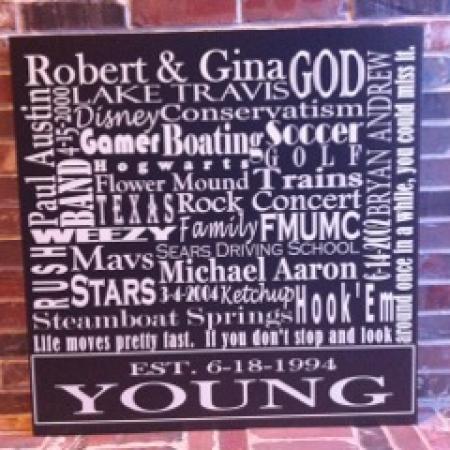 Robert & Gina
GOD
LAKE TRAVIS
Paul Austin
4-15-2000
Disney
Conservatism
BRYAN ANDREW
6-14-2002
Gamer
Boating
Soccer
Hogwarts
GOLF
BAND
Flower Mound
Trains
TEXAS
Rock Concert
WEEZY
Family
FMUMC
SEARS DRIVING SCHOOL
RUSH
Mavs
Michael Aaron
STARS
3-4-2004
Ketchup
Hook'Em
Steamboat Springs
Life moves pretty fast. If you don't stop and look
around once in a while, you could miss it.
EST. 6-18-1994
YOUNG